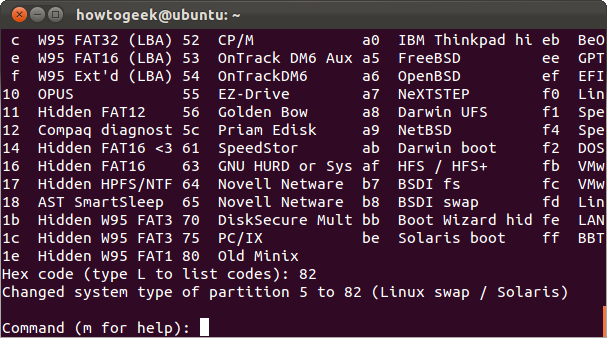 howtogeek@ubuntu: ~
c W95 FAT32 (LBA) 52 CP/M a0 IBM Thinkpad hi eb BeO
e W95 FAT16 (LBA) 53 OnTrack DM6 Aux a5 FreeBSD ee GPT
f W95 Ext'd (LBA) 54 OnTrackDM6 a6 OpenBSD ef EFI
10 OPUS 55 EZ-Drive a7 NeXTSTEP f0 Lin
11 Hidden FAT12 56 Golden Bow a8 Darwin UFS f1 Spe
12 Compaq diagnost 5c Priam Edisk a9 NetBSD f4 Spe
14 Hidden FAT16 <3 61 SpeedStor ab Darwin boot f2 DOS
16 Hidden FAT16 63 GNU HURD or Sys af HFS / HFS+ fb VMw
17 Hidden HPFS/NTF 64 Novell Netware b7 BSDI fs fc VMw
18 AST SmartSleep 65 Novell Netware b8 BSDI swap fd Lin
1b Hidden W95 FAT3 70 DiskSecure Mult bb Boot Wizard hid fe LAN
1c Hidden W95 FAT3 75 PC/IX be Solaris boot ff BBT
1e Hidden W95 FAT1 80 Old Minix
Hex code (type L to list codes): 82
Changed system type of partition 5 to 82 (Linux swap / Solaris)
Command (m for help):